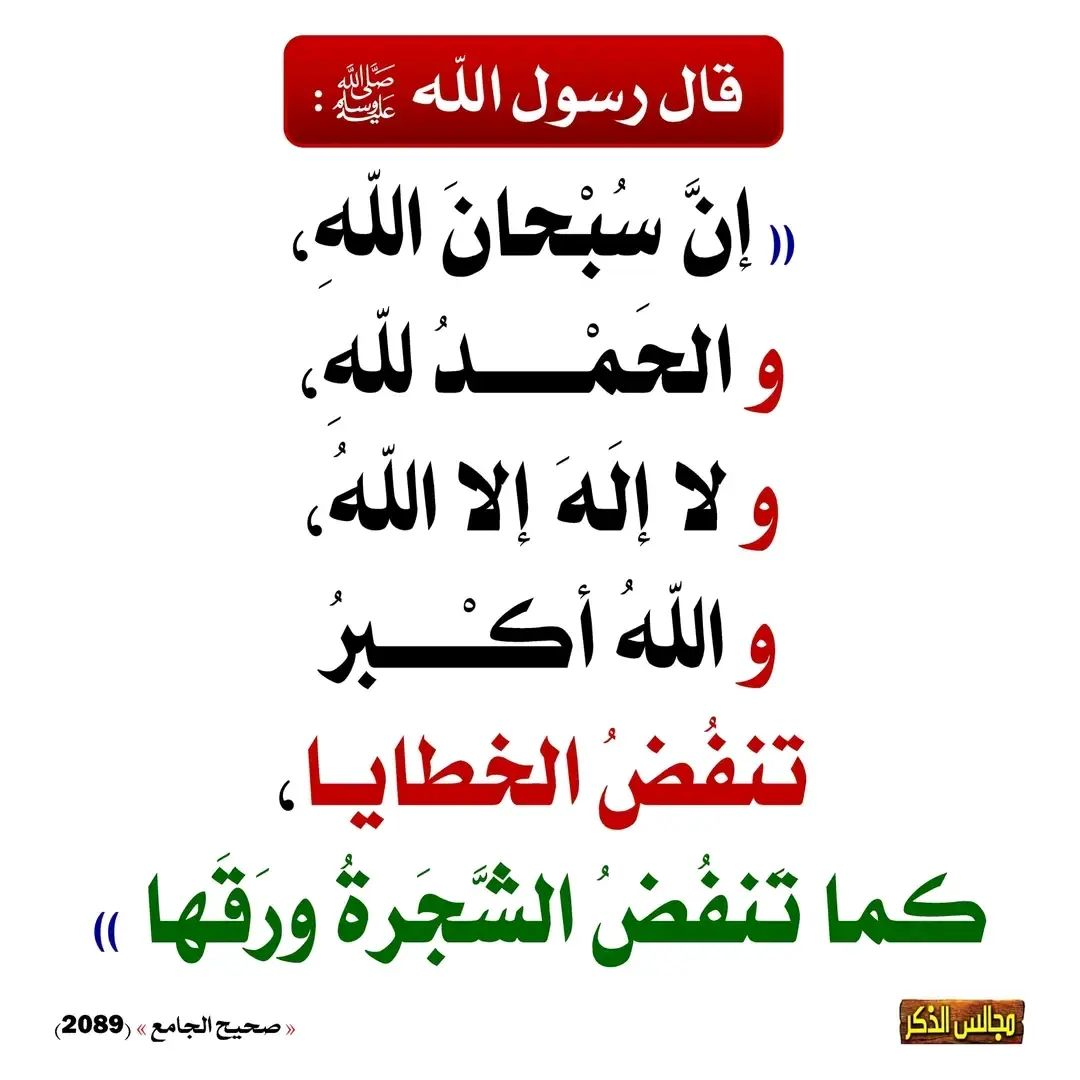 قال رسول الله ﷺ :
(( إنَّ سُبْحانَ اللّهِ،
و الحَمْـــدُ للّهِ،
و لا إلَهَ إلا اللّهُ،
و اللّهُ أكْـــبرُ
تنفُضُ الخطايـا،
كما تَنفُضُ الشَّجَرةُ ورَقَها ))
« صحيح الجامع » (2089)
مجالس الذكر